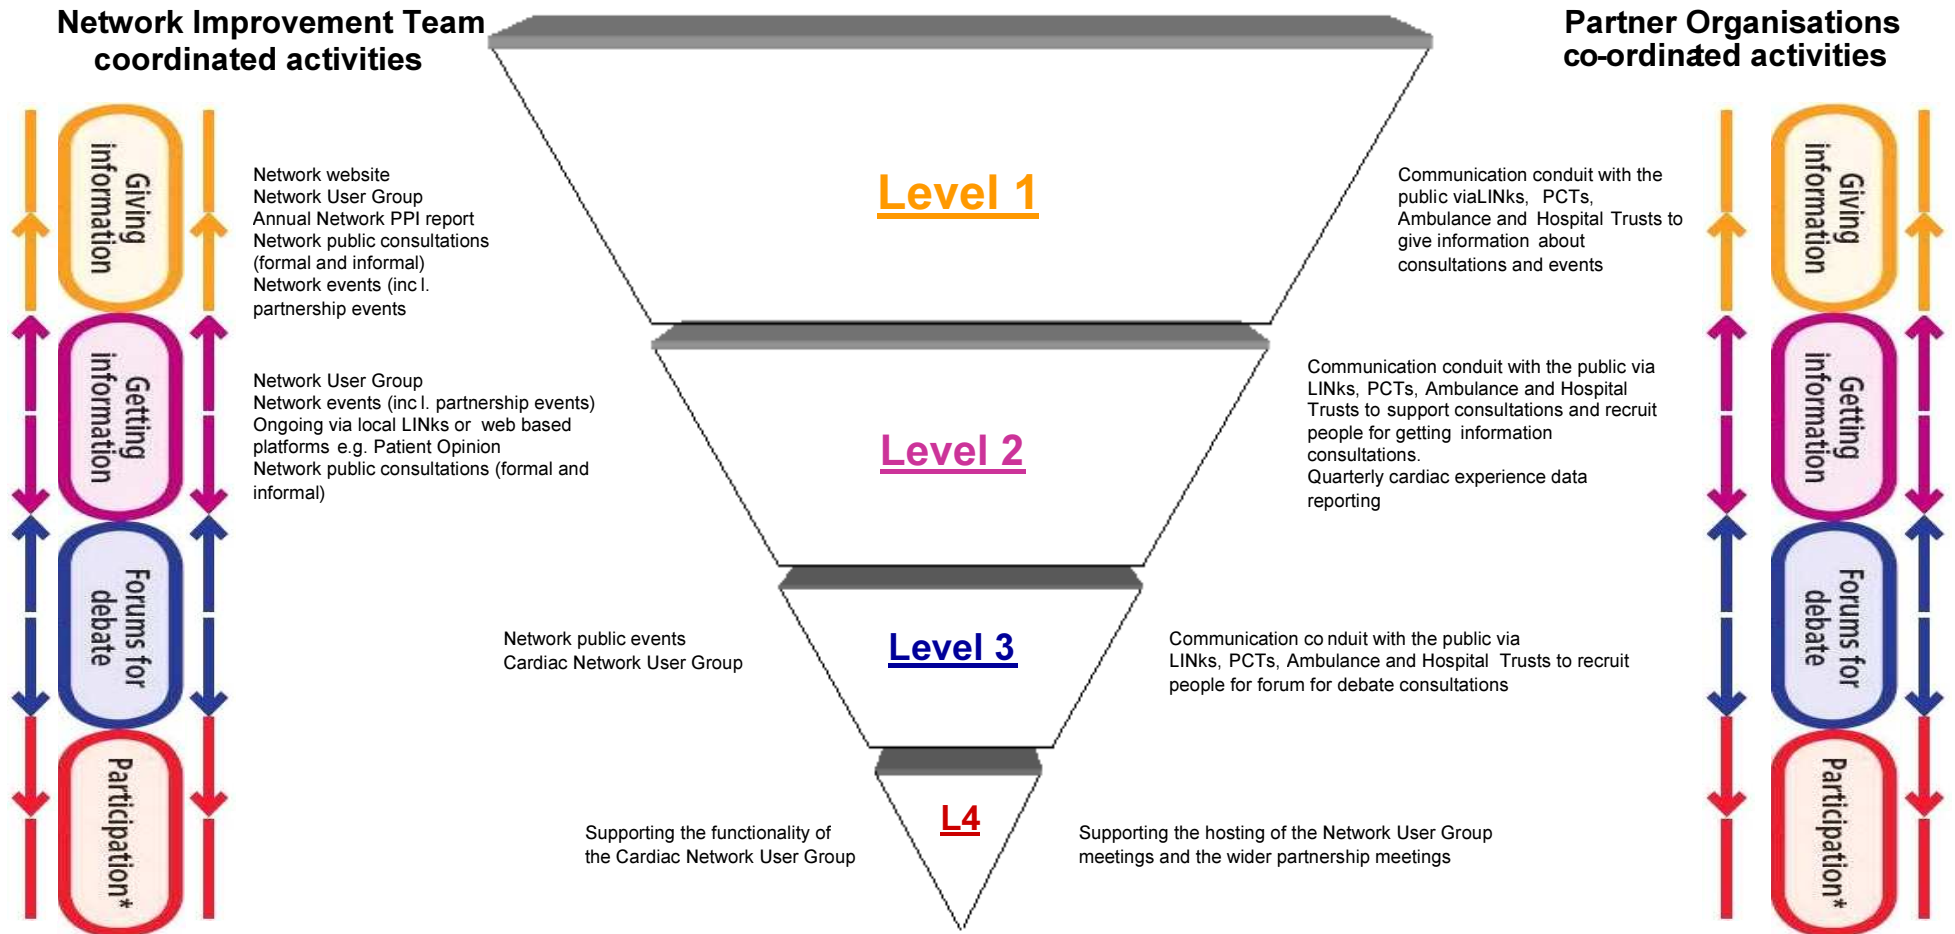 Network Improvement Team
coordinated activities
Partner Organisations
co-ordinated activities
Giving
information
Network website
Network User Group
Annual Network PPI report
Network public consultations
(formal and informal)
Network events (incl.
partnership events
Level 1
Communication conduit with the
public viaLINks, PCTs,
Ambulance and Hospital Trusts to
give information about
consultations and events
Giving
information
Getting
information
Network User Group
Network events (incl. partnership events)
Ongoing via local LINks or web based
platforms e.g. Patient Opinion
Network public consultations (formal and
informal)
Level 2
Communication conduit with the public via
LINks, PCTs, Ambulance and Hospital
Trusts to support consultations and recruit
people for getting information
consultations.
Quarterly cardiac experience data
reporting
Getting
information
Forums for
debate
Network public events
Cardiac Network User Group
Level 3
Communication conduit with the public via
LINks, PCTs, Ambulance and Hospital Trusts to recruit
people for forum for debate consultations
Forums for
debate
Participation*
Supporting the functionality of
the Cardiac Network User Group
L4
Supporting the hosting of the Network User Group
meetings and the wider partnership meetings
Participation*